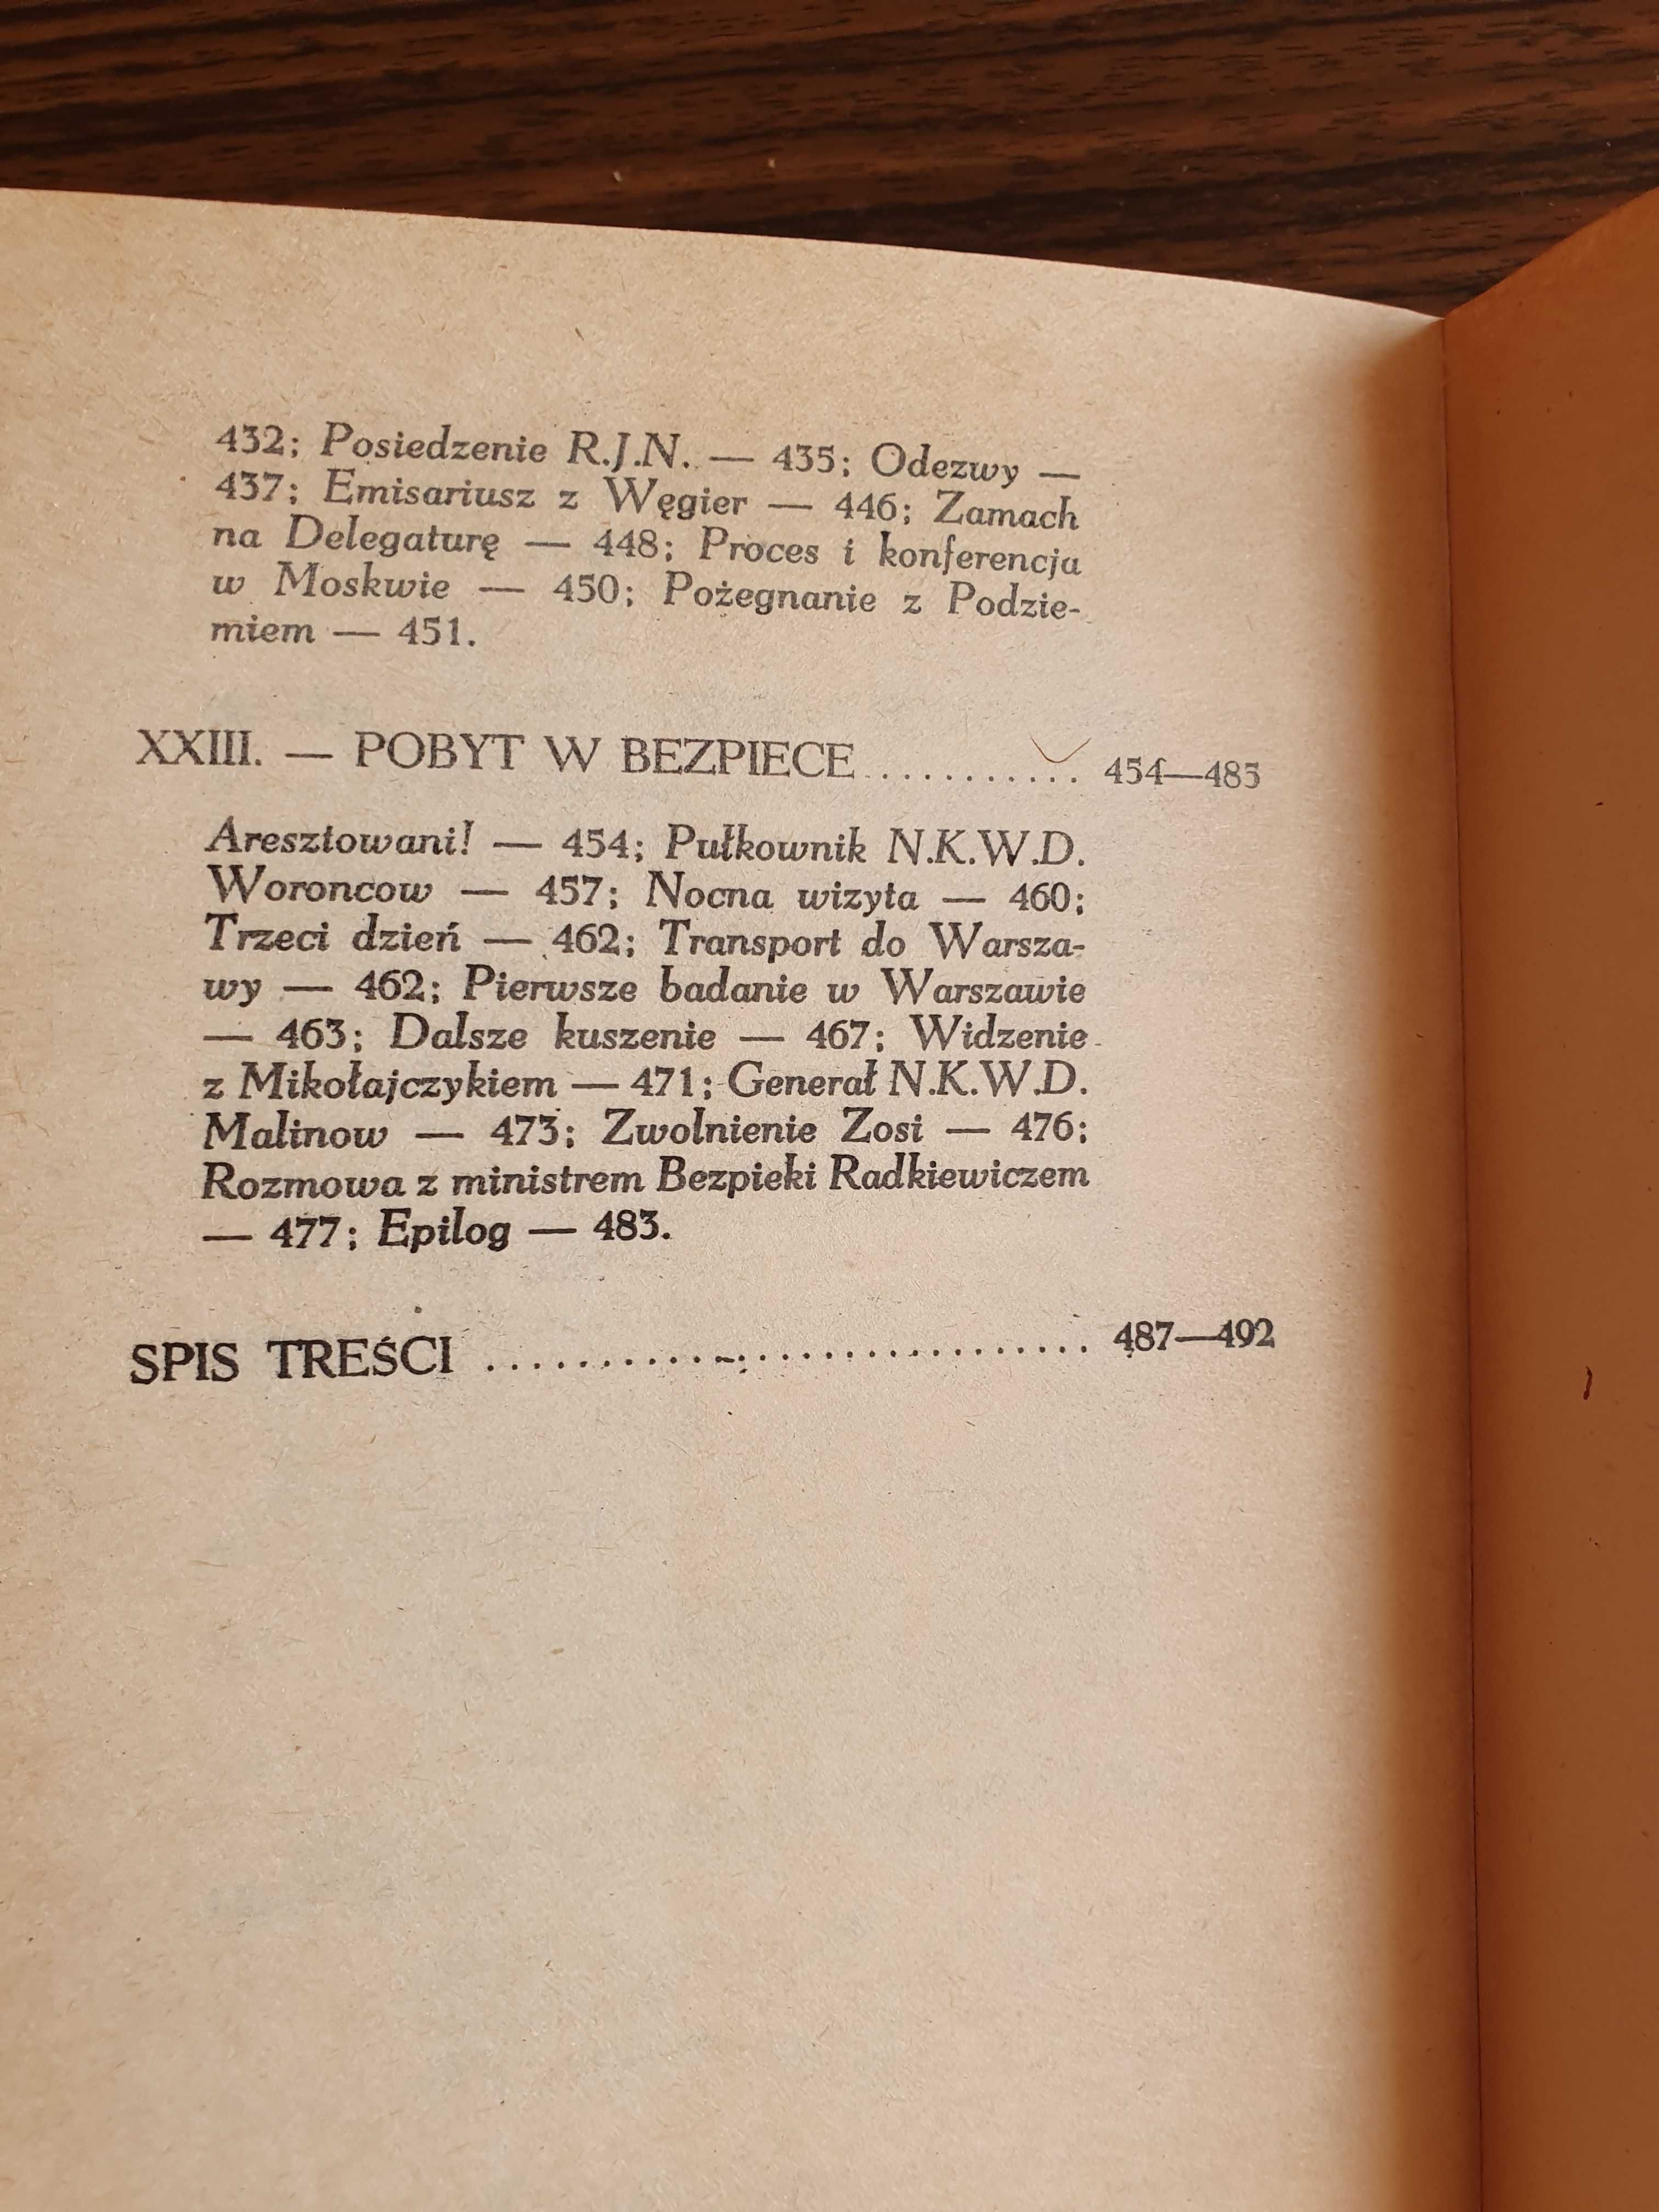 432; Posiedzenie R.J.N. — 435; Odezwy —
437; Emisariusz z Węgier — 446; Zamach
na Delegaturę — 448; Proces i konferencja
w Moskwie — 450; Pożegnanie z Podzie-
miem — 451.
XXIII. — POBYT W BEZPIECE........... 454—485
Aresztowani! — 454; Pułkownik N.K.W.D.
Woroncow — 457; Nocna wizyta — 460;
Trzeci dzień — 462; Transport do Warsza-
wy — 462; Pierwsze badanie w Warszawie
— 463; Dalsze kuszenie — 467; Widzenie
z Mikołajczykiem — 471; Generał N.K.W.D.
Malinow — 473; Zwolnienie Zosi — 476;
Rozmowa z ministrem Bezpieki Radkiewiczem
— 477; Epilog — 483.
SPIS TREŚCI ................................ 487—492